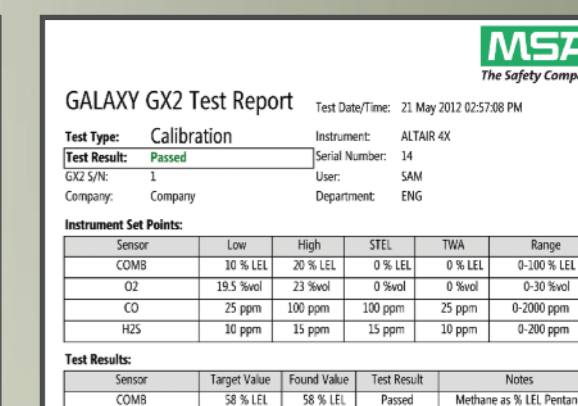 MSA
The Safety Comp
GALAXY GX2 Test Report
Test Date/Time: 21 May 2012 02:57:08 PM
Test Type: Calibration
Instrument: ALTAIR 4X
Test Result: Passed
Serial Number: 14
GX2 S/N: 1
User: SAM
Company: Company
Department: ENG
Instrument Set Points:
Sensor Low High STEL TWA Range
COMB 10 % LEL 20 % LEL 0 % LEL 0 % LEL 0-100 % LEL
O2 19.5 %vol 23 %vol 0 %vol 0 %vol 0-30 %vol
CO 25 ppm 100 ppm 100 ppm 25 ppm 0-2000 ppm
H2S 10 ppm 15 ppm 15 ppm 10 ppm 0-200 ppm
Test Results:
Sensor Target Value Found Value Test Result Notes
COMB 58 % LEL 58 % LEL Passed Methane as % LEL Pentan